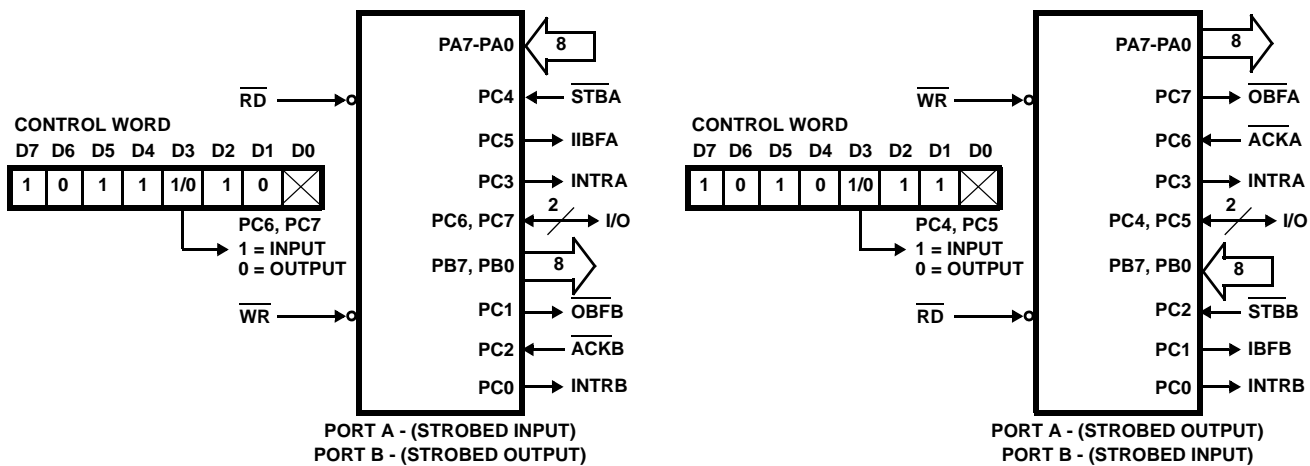 PA7-PA0
8
RD
PC4
STBA
CONTROL WORD
PC5
IIBFA
D7 D6 D5 D4 D3 D2 D1 D0
1 0 1 1 1/0 1 0
PC3
INTRA
PC6, PC7
1 = INPUT
0 = OUTPUT
PC6, PC7
2
I/O
PB7, PB0
8
WR
PC1
OBFB
PC2
ACKB
PC0
INTRB
PORT A - (STROBED INPUT)
PORT B - (STROBED OUTPUT)
PA7-PA0
8
WR
PC7
OBFA
CONTROL WORD
PC6
ACKA
D7 D6 D5 D4 D3 D2 D1 D0
1 0 1 0 1/0 1 1
PC3
INTRA
PC4, PC5
1 = INPUT
0 = OUTPUT
PC4, PC5
2
I/O
PB7, PB0
8
RD
PC2
STBB
PC1
IBFB
PC0
INTRB
PORT A - (STROBED OUTPUT)
PORT B - (STROBED INPUT)